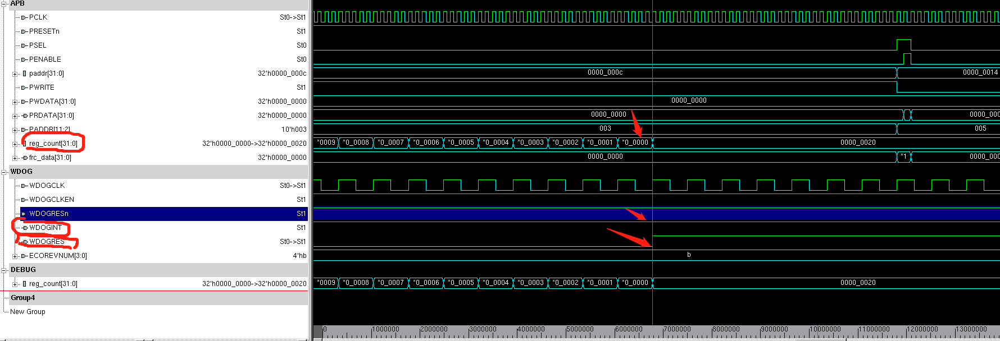 APB
PCLK St0->St1
PRESETn St1
PSEL St0
PENABLE St0
paddr[31:0] 32'h0000_000c 0000_000c 0000_0014
PWRITE St1
PWDATA[31:0] 32'h0000_0000 0000_0000
PRDATA[31:0] 32'h0000_0000 0000_0000 0000_000
PADDR[11:2] 10'h003 003 005
reg_count[31:0] 32'h0000_0000->32'h0000_0020 *0009 *0_0008 *0_0007 *0_0006 *0_0005 *0_0004 *0_0003 *0_0002 *0_0001 *0_0000 0000_0020
frc_data[31:0] 32'h0000_0000 0000_0000 *1 0000_000
WDOG
WDOGCLK St0->St1
WDOGCLKEN St1
WDOGRESn St1
WDOGINT St1
WDOGRES St0->St1
ECOREVNUM[3:0] 4'hb b
DEBUG
reg_count[31:0] 32'h0000_0000->32'h0000_0020 *0009 *0_0008 *0_0007 *0_0006 *0_0005 *0_0004 *0_0003 *0_0002 *0_0001 *0_0000 0000_0020
Group4
New Group
0 1000000 2000000 3000000 4000000 5000000 6000000 7000000 8000000 9000000 10000000 11000000 12000000 13000000